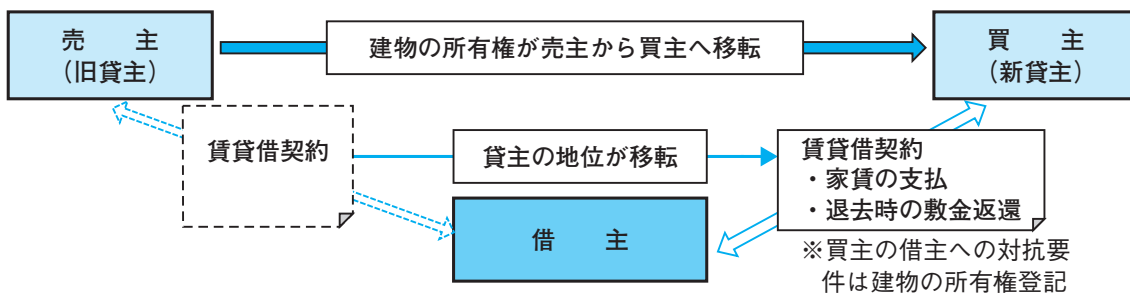 売　　主
（旧貸主）
建物の所有権が売主から買主へ移転
買　　主
（新貸主）
賃貸借契約
貸主の地位が移転
賃貸借契約
・家賃の支払
・退去時の敷金返還
借　　主
※買主の借主への対抗要
件は建物の所有権登記